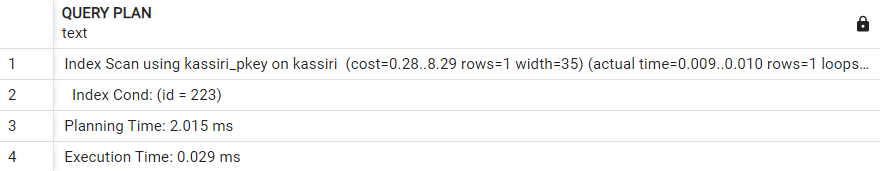 QUERY PLAN
text
1 Index Scan using kassiri_pkey on kassiri (cost=0.28..8.29 rows=1 width=35) (actual time=0.009..0.010 rows=1 loops...
2 Index Cond: (id = 223)
3 Planning Time: 2.015 ms
4 Execution Time: 0.029 ms